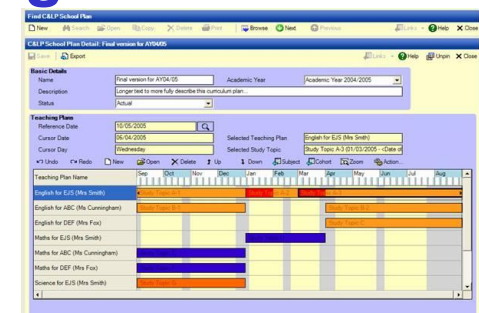 Find C&LP School Plan
New Search Open Copy Delete Print Browse Next Previous Links Help Close
C&LP School Plan Detail: Final version for AY04/05
Save Export Links Help Unpin Close
Basic Details
Name Final version for AY04/05 Academic Year Academic Year 2004/2005
Description Longer text to more fully describe this curriculum plan...
Status Actual
Teaching Plans
Reference Date 10/05/2005
Cursor Date 06/04/2005 Selected Teaching Plan English for EJS (Mrs Smith)
Cursor Day Wednesday Selected Study Topic Study Topic A-3 (01/03/2005 - <Date of
Undo Redo New Open Delete Up Down Subject Cohort Zoom Action...
Teaching Plan Name Sep Oct Nov Dec Jan Feb Mar Apr May Jun Jul Aug
English for EJS (Mrs Smith) Study Topic A-1 Study Topic A-2
English for ABC (Ms Cunningham) Study Topic B-1 Study Topic B-2
English for DEF (Mrs Fox) Study Topic C
Maths for EJS (Mrs Smith)
Maths for ABC (Ms Cunningham)
Maths for DEF (Mrs Fox)
Science for EJS (Mrs Smith) Study Topic G